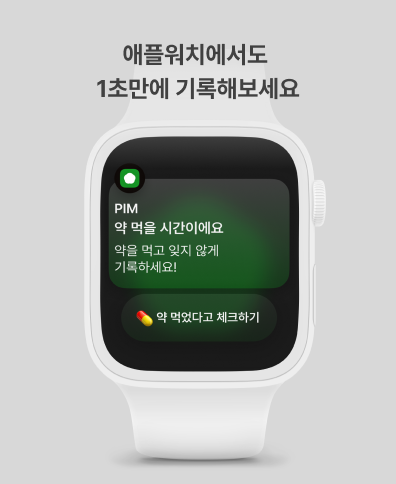 애플워치에서도
1초만에 기록해보세요
PIM
약 먹을 시간이에요
약을 먹고 잊지 않게
기록하세요!
약 먹었다고 체크하기